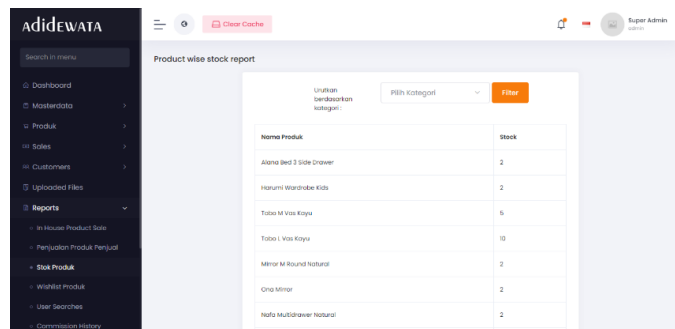 ADIDEWATA
Clear Cache
Super Admin
admin
Search in menu
Product wise stock report
Dashboard
Masterdata
Produk
Sales
Customers
Uploaded Files
Reports
In House Product Sale
Penjualan Produk Penjual
Stok Produk
Wishlist Produk
User Searches
Commission History
Urutkan
berdasarkan
kategori :
Pilih Kategori
Filter
Nama Produk Stock
Alana Bed 3 Side Drawer 2
Harumi Wardrobe Kids 2
Tobo M Vas Kayu 5
Tobo L Vas Kayu 10
Mirror M Round Natural 2
Ona Mirror 2
Nafa Multidrawer Natural 2